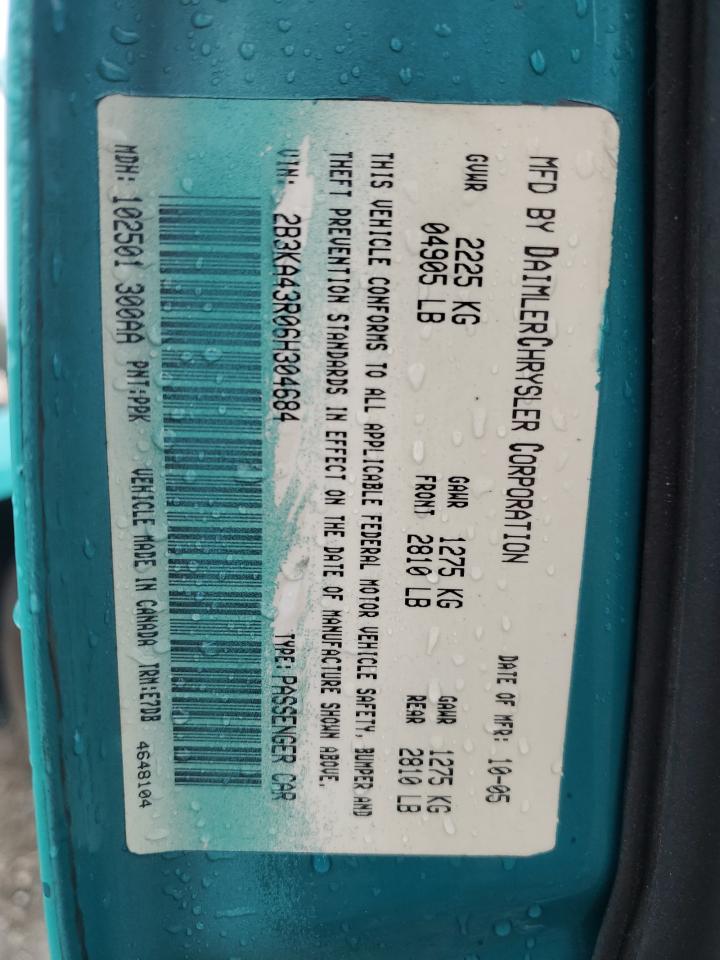 MFD BY DAIMLERCHRYSLER CORPORATION
DATE OF MFR: 10-05
GVWR 2225 KG 04905 LB
GAWR FRONT 1275 KG 2810 LB
GAWR REAR 1275 KG 2810 LB
THIS VEHICLE CONFORMS TO ALL APPLICABLE FEDERAL MOTOR VEHICLE SAFETY, BUMPER AND
THEFT PREVENTION STANDARDS IN EFFECT ON THE DATE OF MANUFACTURE SHOWN ABOVE.
VIN: 2B3KA43R06H304684 TYPE: PASSENGER CAR
MDH: 102501 300AA PNT:PPK VEHICLE MADE IN CANADA TRM:E7DB
4648104